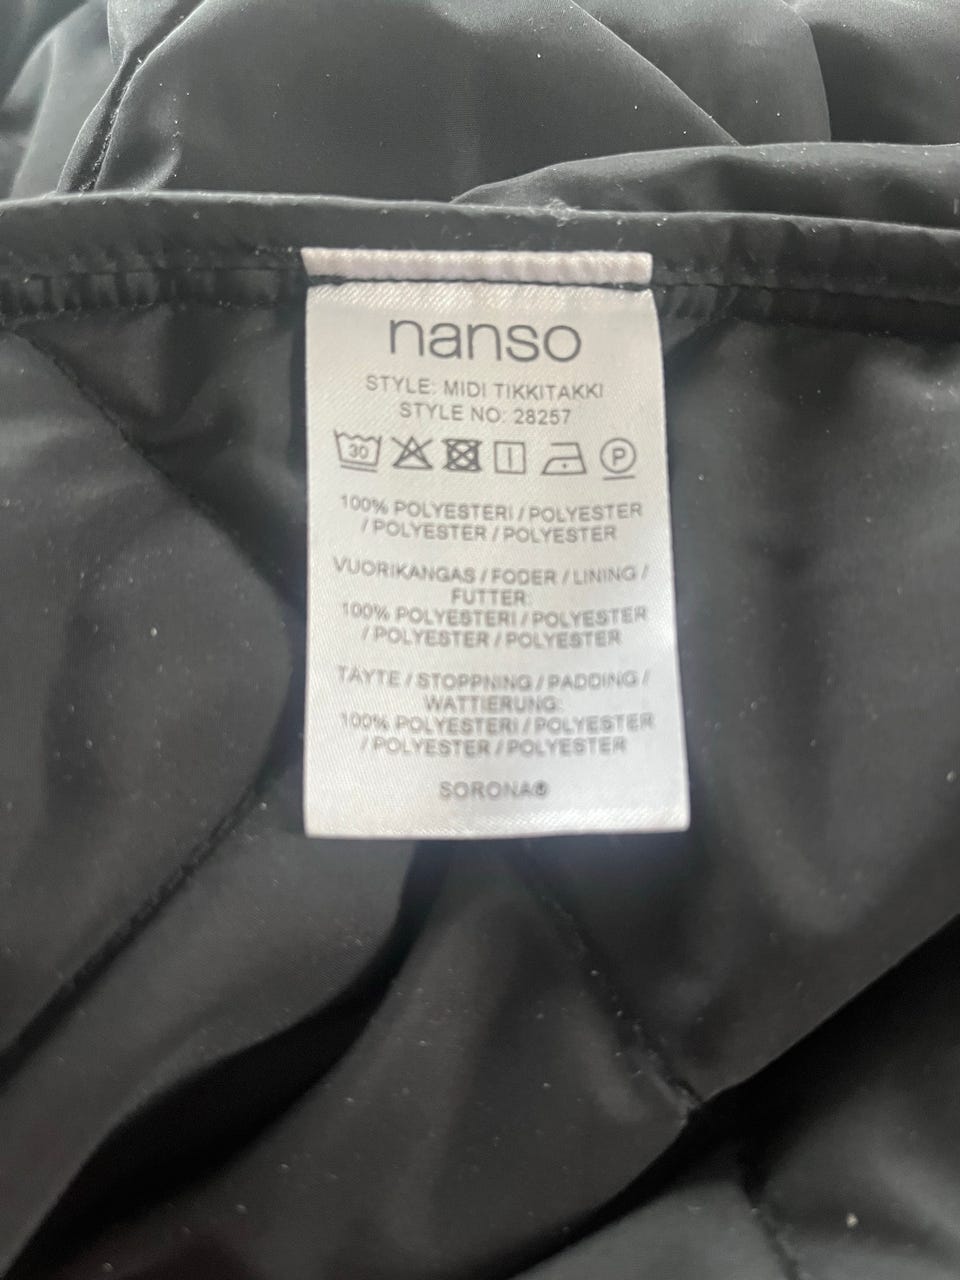 nanso
STYLE: MIDI TIKKITAKKI
STYLE NO: 28257
30 P
100% POLYESTERI / POLYESTER
/ POLYESTER / POLYESTER
VUORIKANGAS / FODER / LINING /
FUTTER:
100% POLYESTERI / POLYESTER
/ POLYESTER / POLYESTER
TÄYTE / STOPPNING / PADDING /
WATTIERUNG:
100% POLYESTERI / POLYESTER
/ POLYESTER / POLYESTER
SORONA®